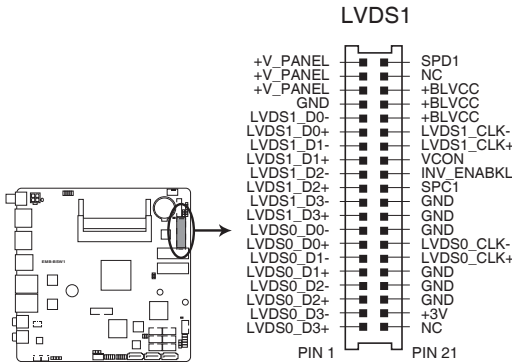 LVDS1
+V_PANEL SPD1
+V_PANEL NC
+V_PANEL +BLVCC
GND +BLVCC
LVDS1_D0- +BLVCC
LVDS1_D0+ LVDS1_CLK-
LVDS1_D1- LVDS1_CLK+
LVDS1_D1+ VCON
LVDS1_D2- INV_ENABKL
LVDS1_D2+ SPC1
LVDS1_D3- GND
LVDS1_D3+ GND
LVDS0_D0- GND
LVDS0_D0+ LVDS0_CLK-
LVDS0_D1- LVDS0_CLK+
LVDS0_D1+ GND
LVDS0_D2- GND
LVDS0_D2+ GND
LVDS0_D3- +3V
LVDS0_D3+ NC
PIN 1 PIN 21
EMB-BSW1